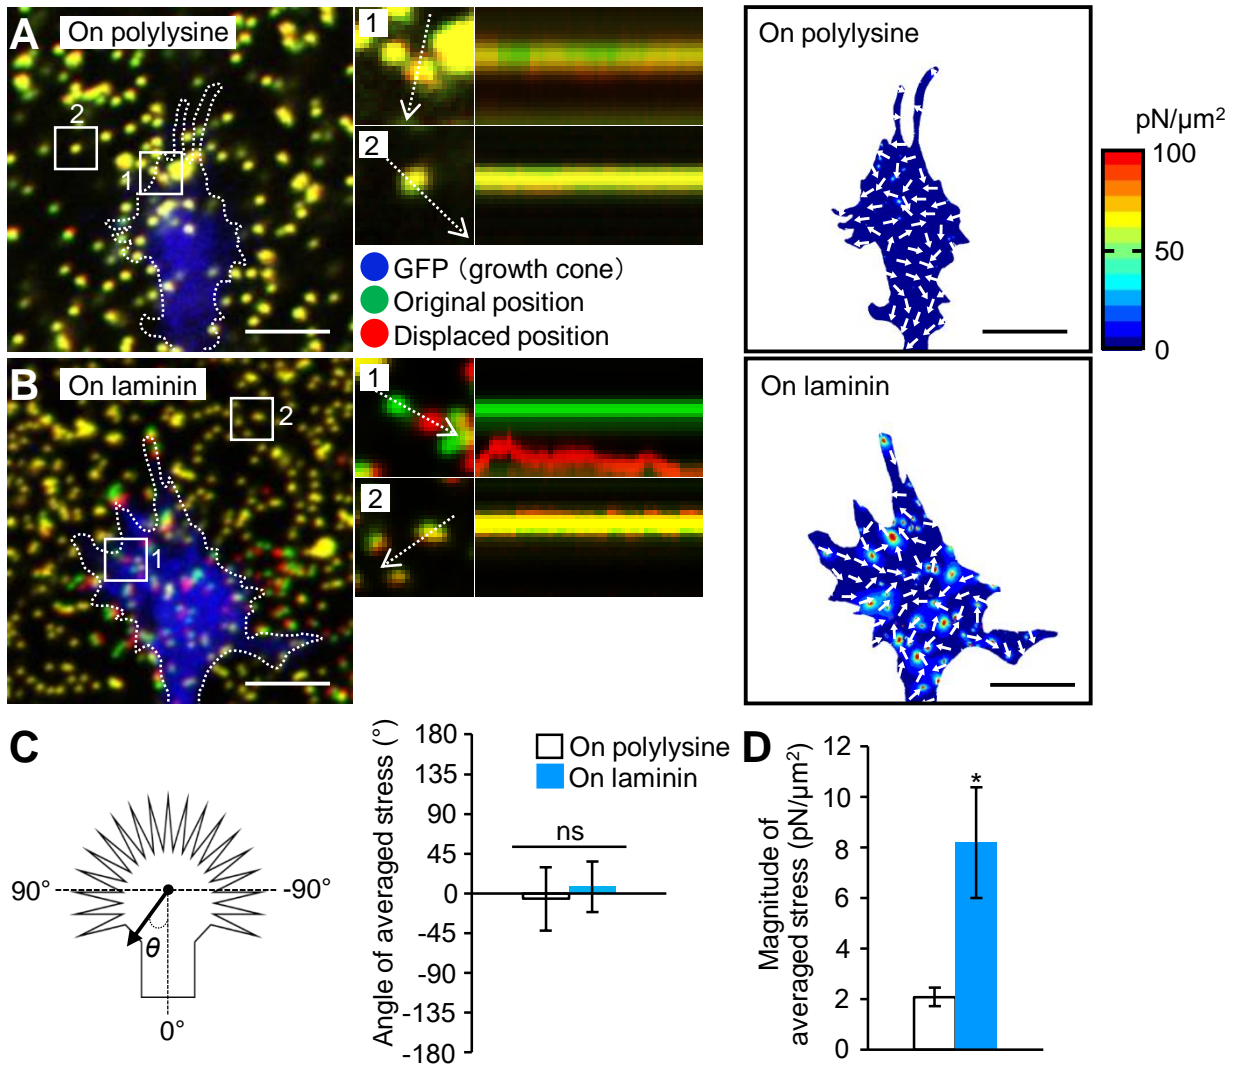 A On polylysine
2
1
1
2
GFP (growth cone)
Original position
Displaced position
On polylysine
pN/µm²
100
50
0
B On laminin
2
1
1
2
On laminin
C
90°
-90°
θ
0°
Angle of averaged stress (°)
180
135
90
45
0
-45
-90
-135
-180
On polylysine
On laminin
ns
D
Magnitude of
averaged stress (pN/µm²)
12
10
8
6
4
2
0
*